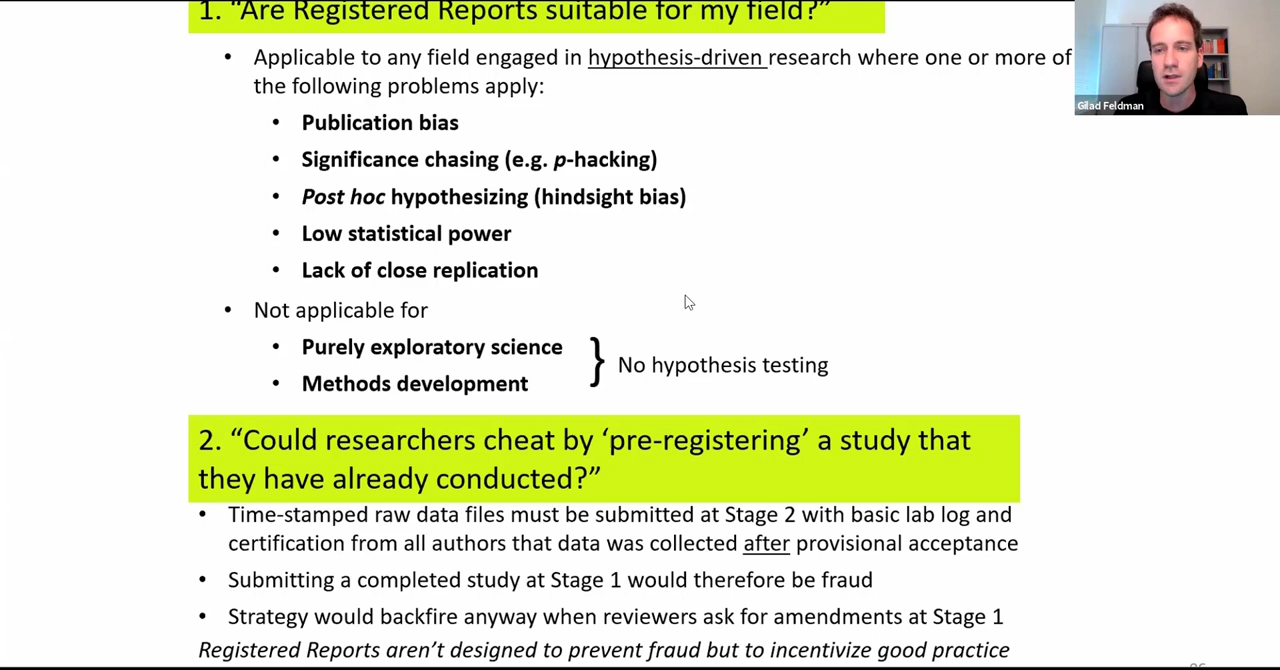 1. “Are Registered Reports suitable for my field?”
• Applicable to any field engaged in hypothesis-driven research where one or more of
the following problems apply:
• Publication bias
• Significance chasing (e.g. p-hacking)
• Post hoc hypothesizing (hindsight bias)
• Low statistical power
• Lack of close replication
• Not applicable for
• Purely exploratory science
• Methods development
} No hypothesis testing
2. “Could researchers cheat by ‘pre-registering’ a study that
they have already conducted?”
• Time-stamped raw data files must be submitted at Stage 2 with basic lab log and
certification from all authors that data was collected after provisional acceptance
• Submitting a completed study at Stage 1 would therefore be fraud
• Strategy would backfire anyway when reviewers ask for amendments at Stage 1
Registered Reports aren’t designed to prevent fraud but to incentivize good practice
Gilad Feldman